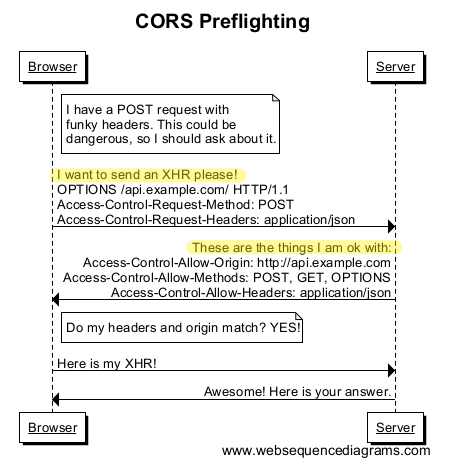 CORS Preflighting
Browser
Server
I have a POST request with
funky headers. This could be
dangerous, so I should ask about it.
I want to send an XHR please!
OPTIONS /api.example.com/ HTTP/1.1
Access-Control-Request-Method: POST
Access-Control-Request-Headers: application/json
These are the things I am ok with:
Access-Control-Allow-Origin: http://api.example.com
Access-Control-Allow-Methods: POST, GET, OPTIONS
Access-Control-Allow-Headers: application/json
Do my headers and origin match? YES!
Here is my XHR!
Awesome! Here is your answer.
Browser
Server
www.websequencediagrams.com